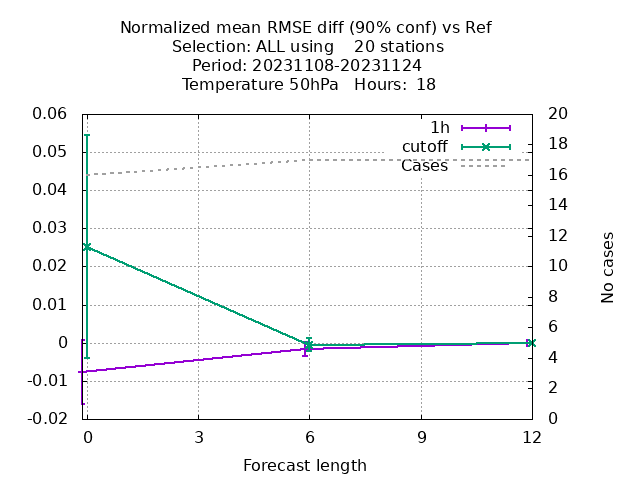 Normalized mean RMSE diff (90% conf) vs Ref
Selection: ALL using    20 stations
Period: 20231108-20231124
Temperature 50hPa   Hours:  18
0.06
0.05
0.04
0.03
0.02
0.01
0
-0.01
-0.02
20
18
16
14
12
10
8
6
4
2
0
1h
cutoff
Cases
No cases
0 3 6 9 12
Forecast length